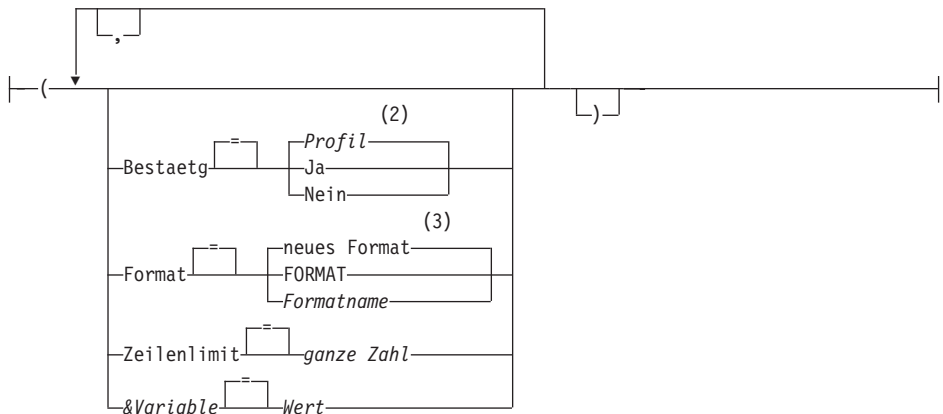 ,
(
)
(2)
=
Profil
Bestaetg
Ja
Nein
(3)
=
neues Format
Format
FORMAT
Formatname
=
Zeilenlimit
ganze Zahl
=
&Variable
Wert